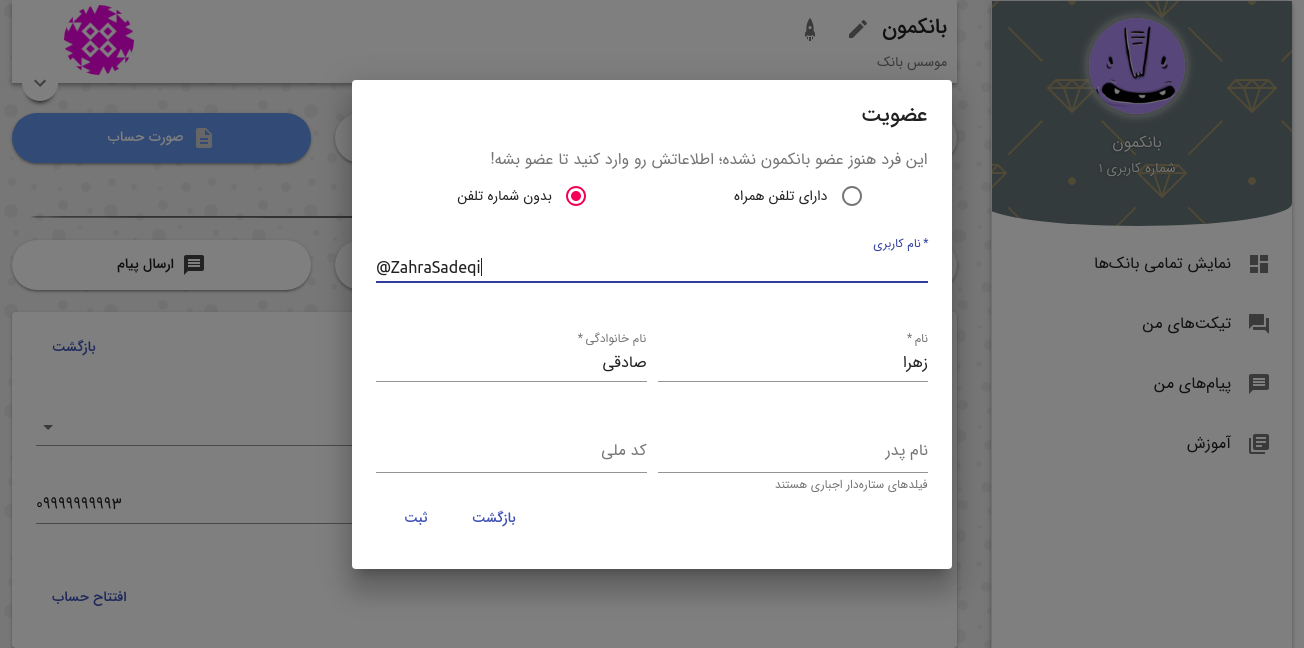 بانکمون
موسس بانک
صورت حساب
ارسال پیام
بازگشت
۰۹۹۹۹۹۹۹۹۹۳
افتتاح حساب
عضویت
این فرد هنوز عضو بانکمون نشده؛ اطلاعاتش رو وارد کنید تا عضو بشه!
دارای تلفن همراه
بدون شماره تلفن
نام کاربری *
@ZahraSadeqi
نام *
نام خانوادگی *
زهرا
صادقی
نام پدر
کد ملی
فیلدهای ستاره‌دار اجباری هستند
بازگشت
ثبت
بانکمون
شماره کاربری ۱
نمایش تمامی بانک‌ها
تیکت‌های من
پیام‌های من
آموزش